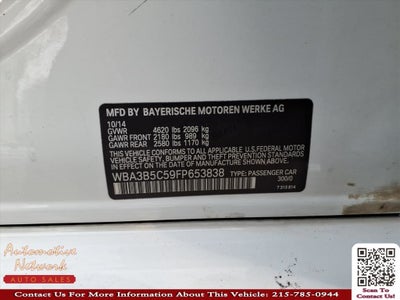 MFD BY BAYERISCHE MOTOREN WERKE AG
10/14
GVWR 4620 lbs 2096 kg
GAWR FRONT 2180 lbs 989 kg
GAWR REAR 2580 lbs 1170 kg
THIS VEHICLE CONFORMS TO ALL APPLICABLE
U.S. FEDERAL MOTOR VEHICLE SAFETY, BUMPER, AND
THEFT PREVENTION STANDARDS IN EFFECT ON THE DATE
OF MANUFACTURE SHOWN ABOVE.
WBA3B5C59FP653838 TYPE: PASSENGER CAR
300/0
Automotive
Network
AUTO SALES
Scan
To Call!
Contact Us For More Information About This Vehicle: 215-785-0944